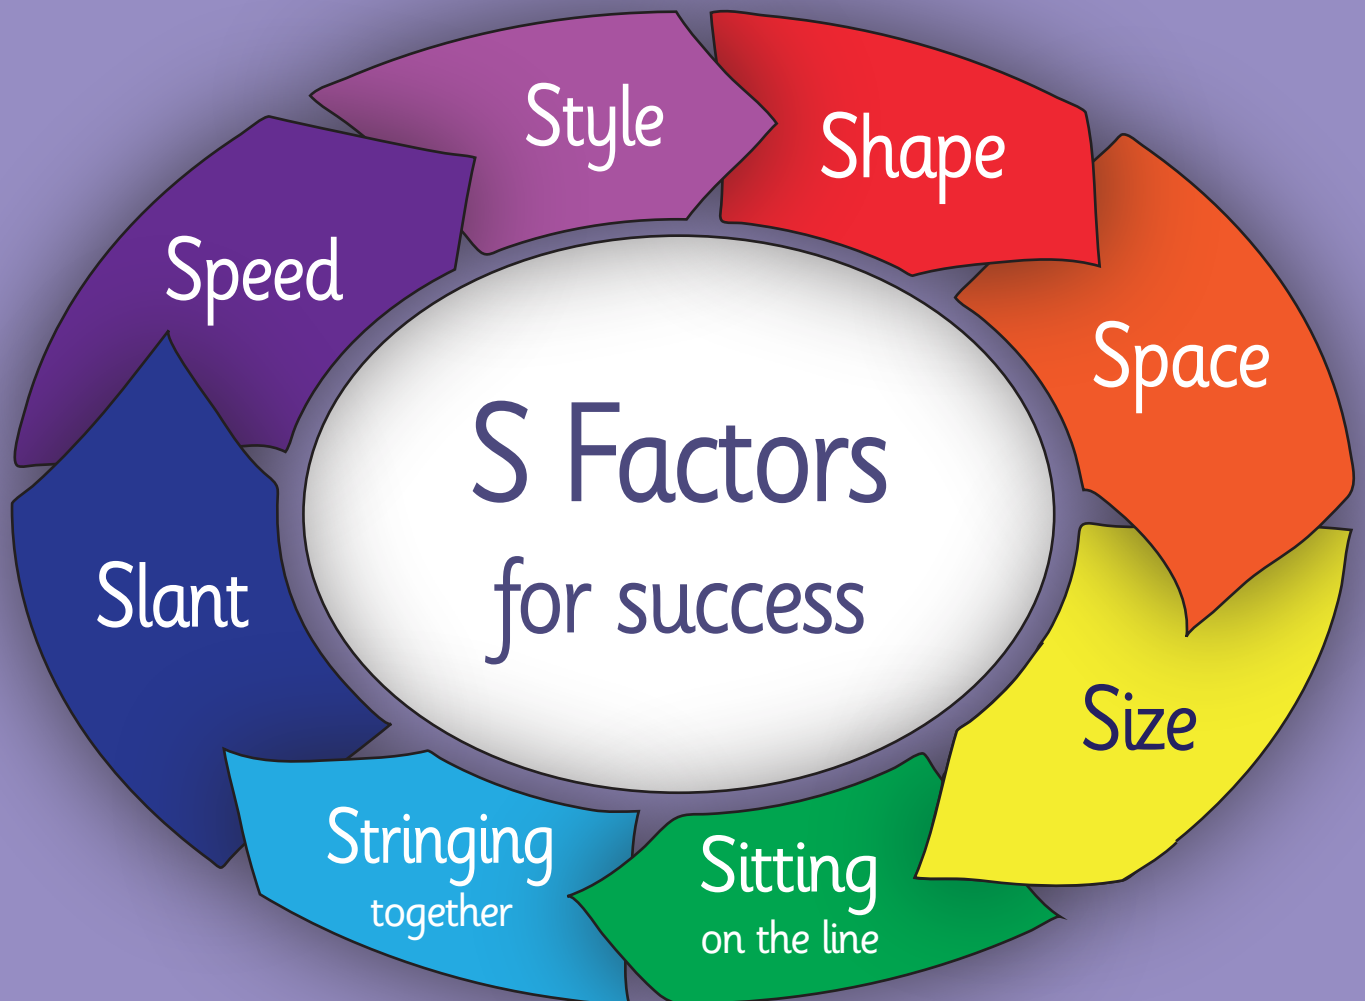 S Factors
for success
Shape
Space
Size
Sitting
on the line
Stringing
together
Slant
Speed
Style